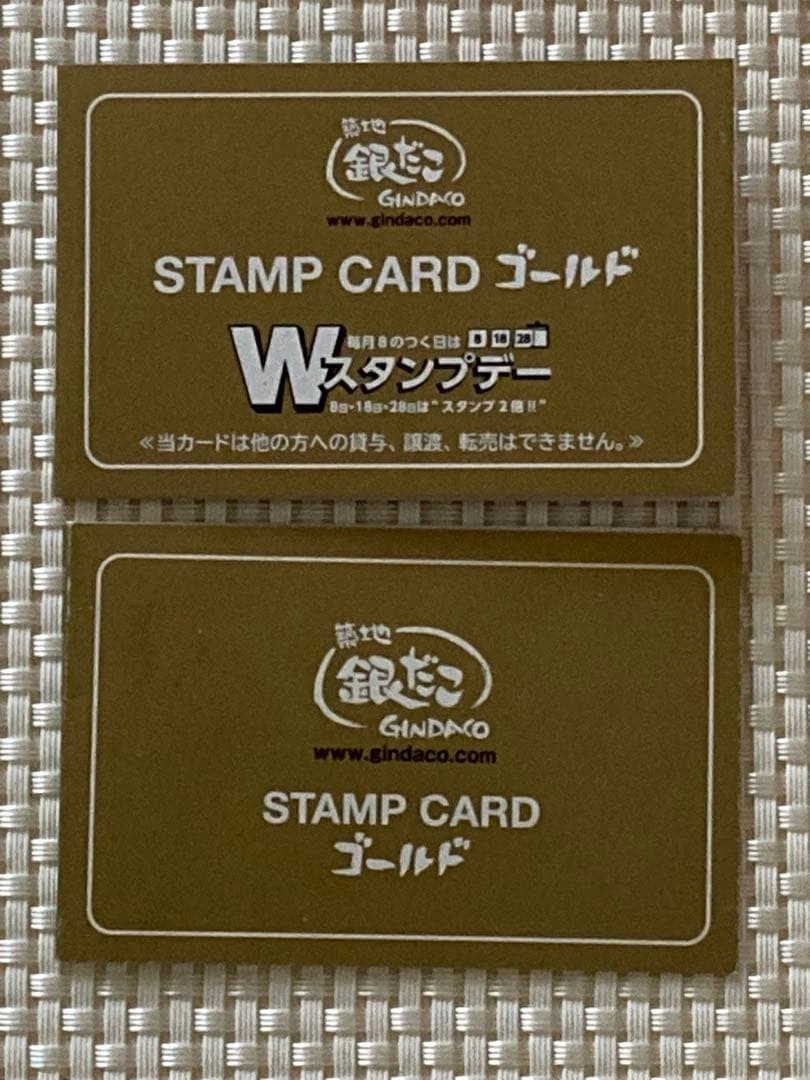 築地
銀だこ
GINDACO
www.gindaco.com
STAMP CARD ゴールド
毎月8のつく日は 8 18 28
Wスタンプデー
8日・18日・28日は“スタンプ2倍!!”
≪当カードは他の方への貸与、譲渡、転売はできません。≫
築地
銀だこ
GINDACO
www.gindaco.com
STAMP CARD
ゴールド